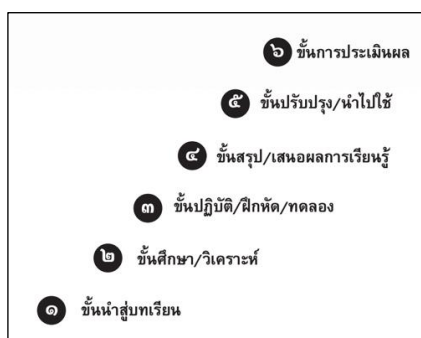 ๖ ขั้นการประเมินผล
๕ ขั้นปรับปรุง/นำไปใช้
๔ ขั้นสรุป/เสนอผลการเรียนรู้
๓ ขั้นปฏิบัติ/ฝึกหัด/ทดลอง
๒ ขั้นศึกษา/วิเคราะห์
๑ ขั้นนำสู่บทเรียน